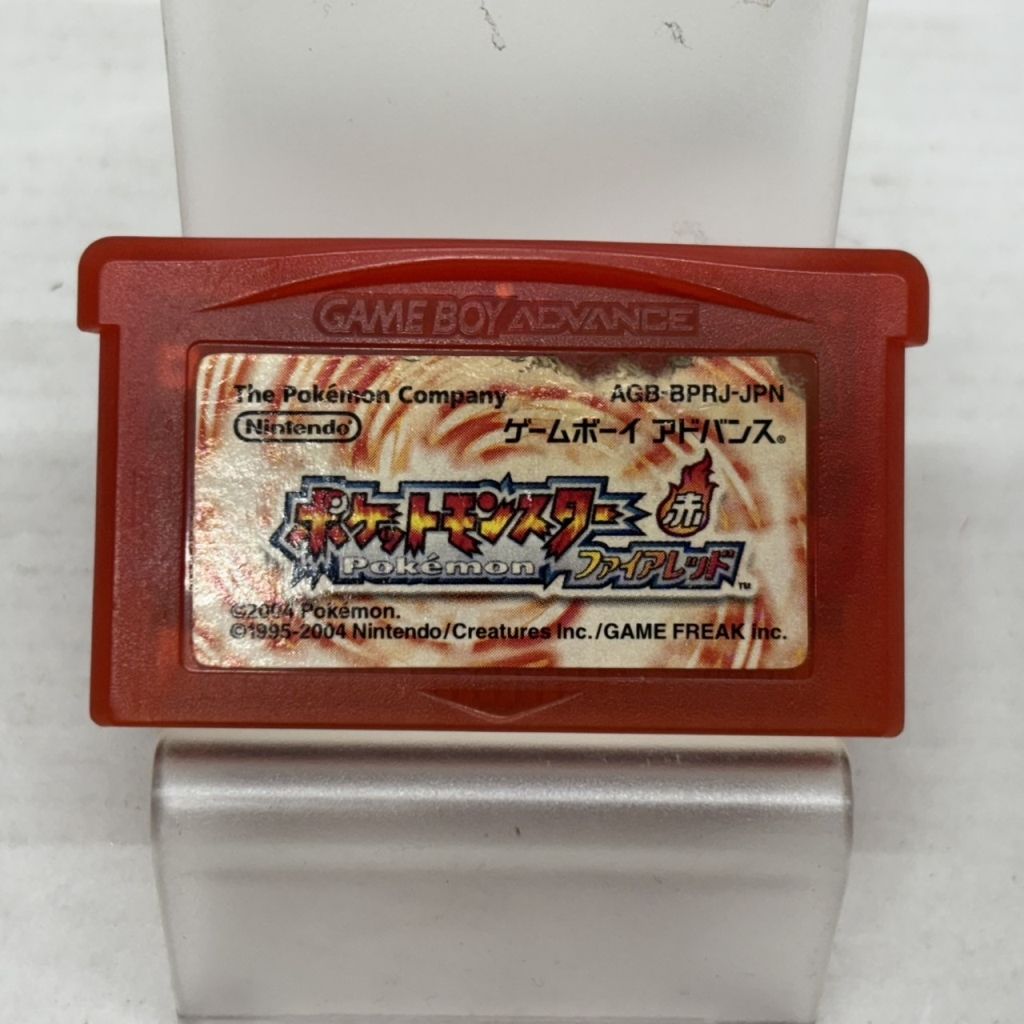 GAME BOY ADVANCE
The Pokémon Company AGB-BPRJ-JPN
Nintendo® ゲームボーイ アドバンス®
ポケットモンスター 赤
Pokémon ファイアレッド™
©2004 Pokémon.
©1995-2004 Nintendo/Creatures Inc./GAME FREAK inc.